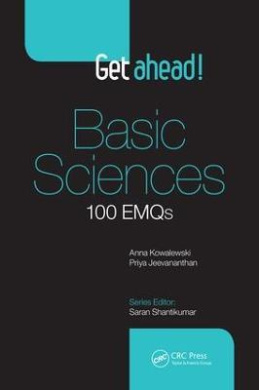 Get ahead!
Basic
Sciences
100 EMQs
Anna Kowalewski
Priya Jeevananthan
Series Editor:
Saran Shantikumar
CRC Press
Taylor & Francis Group